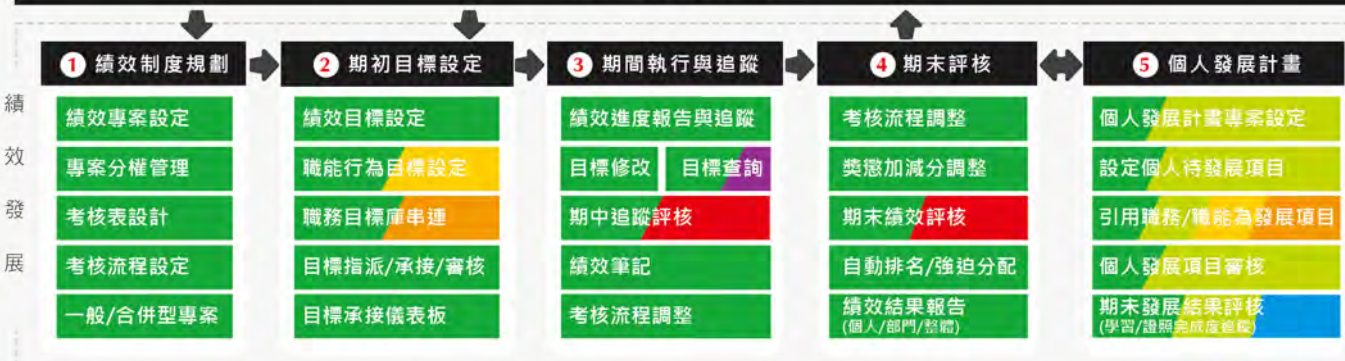 績效發展
1 績效制度規劃
績效專案設定
專案分權管理
考核表設計
考核流程設定
一般/合併型專案
2 期初目標設定
績效目標設定
職能行為目標設定
職務目標庫串連
目標指派/承接/審核
目標承接儀表板
3 期間執行與追蹤
績效進度報告與追蹤
目標修改
目標查詢
期中追蹤評核
績效筆記
考核流程調整
4 期末評核
考核流程調整
獎懲加減分調整
期末績效評核
自動排名/強迫分配
績效結果報告
(個人/部門/整體)
5 個人發展計畫
個人發展計畫專案設定
設定個人待發展項目
引用職務/職能為發展項目
個人發展項目審核
期末發展結果評核
(學習/證照完成度追蹤)